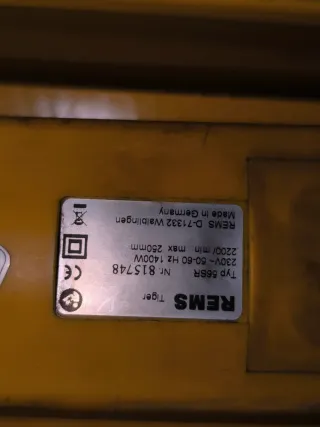 REMS Tiger
Typ 56BR Nr 815748
230V~ 50-60 Hz 1400W
2200/min. max 250mm
REMS D-71332 Waiblingen
Made in Germany
CE